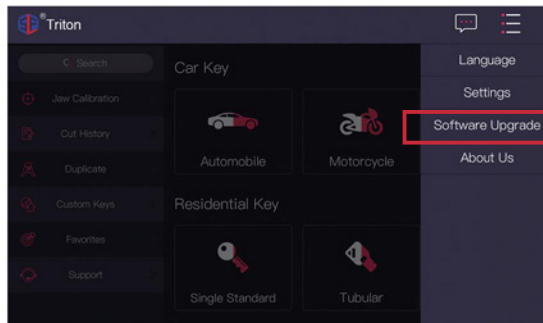 ® Triton
Search
Jaw Calibration
Cut History
Duplicate
Custom Keys
Favorites
Support
Car Key
Automobile
Motorcycle
Residential Key
Single Standard
Tubular
Language
Settings
Software Upgrade
About Us